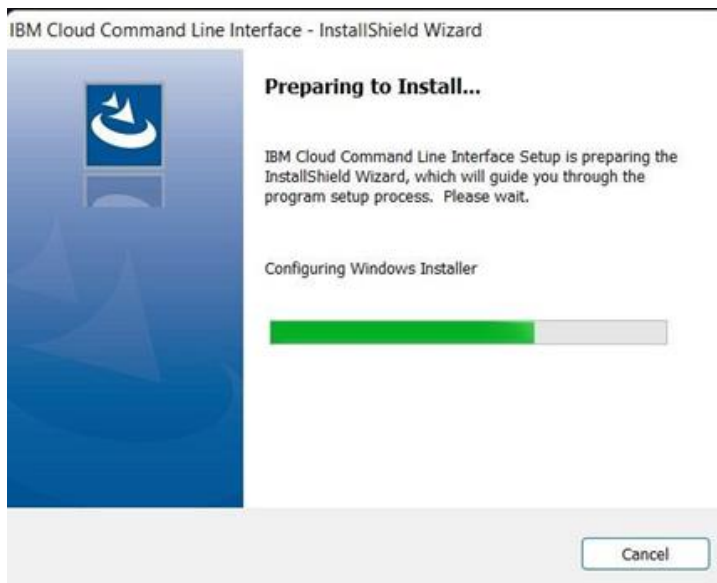 IBM Cloud Command Line Interface - InstallShield Wizard
Preparing to Install...
IBM Cloud Command Line Interface Setup is preparing the
InstallShield Wizard, which will guide you through the
program setup process. Please wait.
Configuring Windows Installer
Cancel